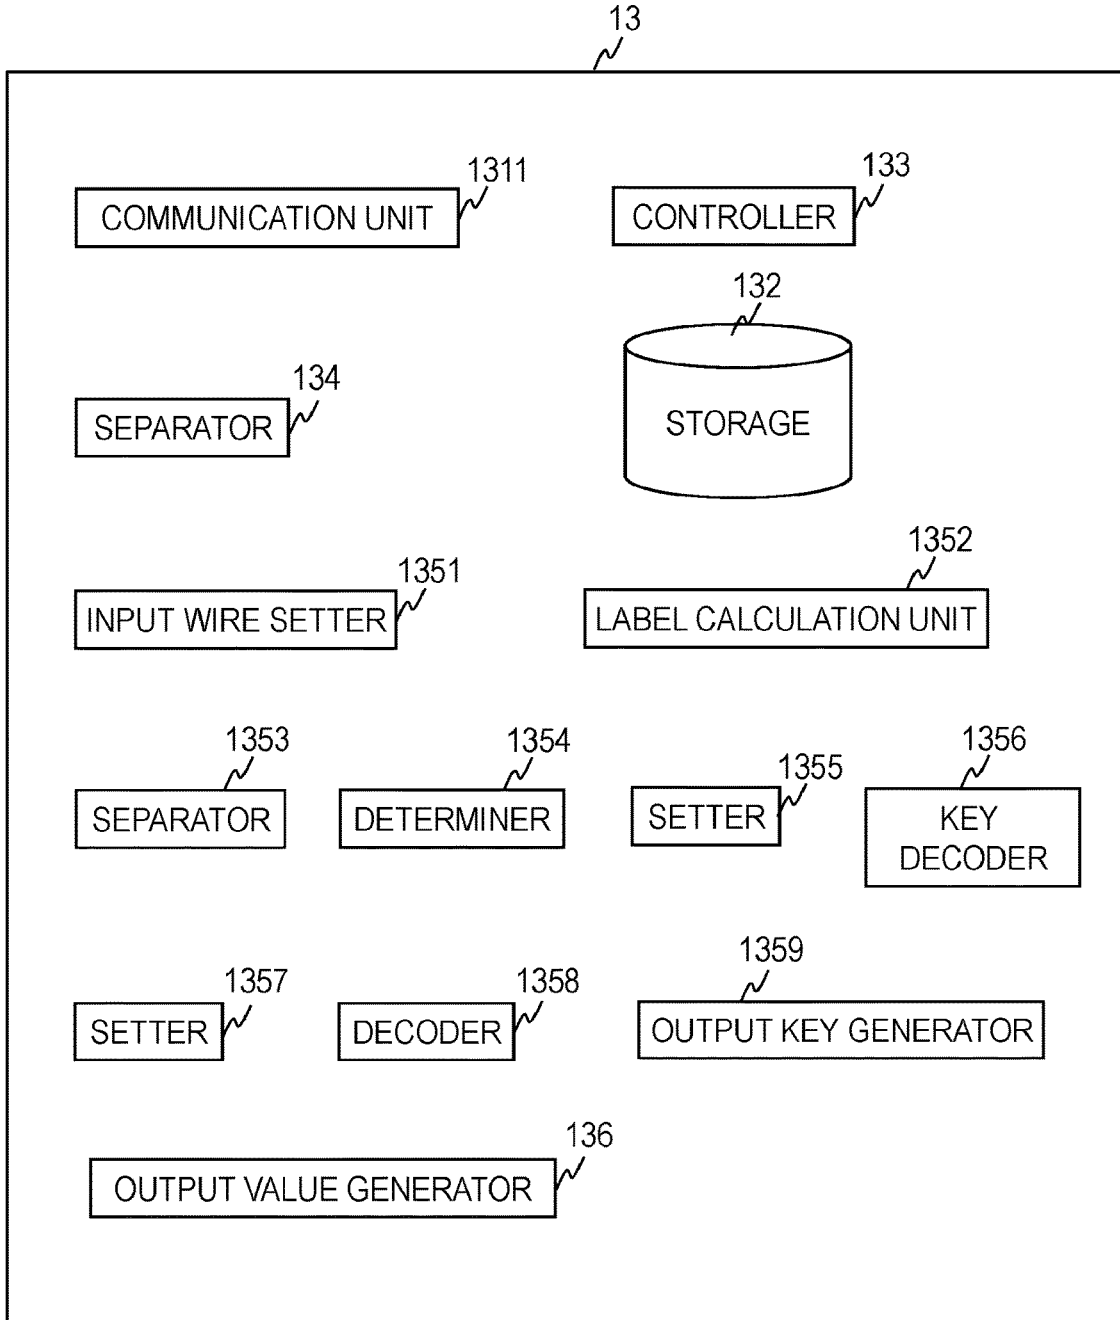 13
1311
133
COMMUNICATION UNIT
CONTROLLER
132
134
SEPARATOR
STORAGE
1351
1352
INPUT WIRE SETTER
LABEL CALCULATION UNIT
1353
1354
1355
1356
SEPARATOR
DETERMINER
SETTER
KEY
DECODER
1357
1358
1359
SETTER
DECODER
OUTPUT KEY GENERATOR
136
OUTPUT VALUE GENERATOR